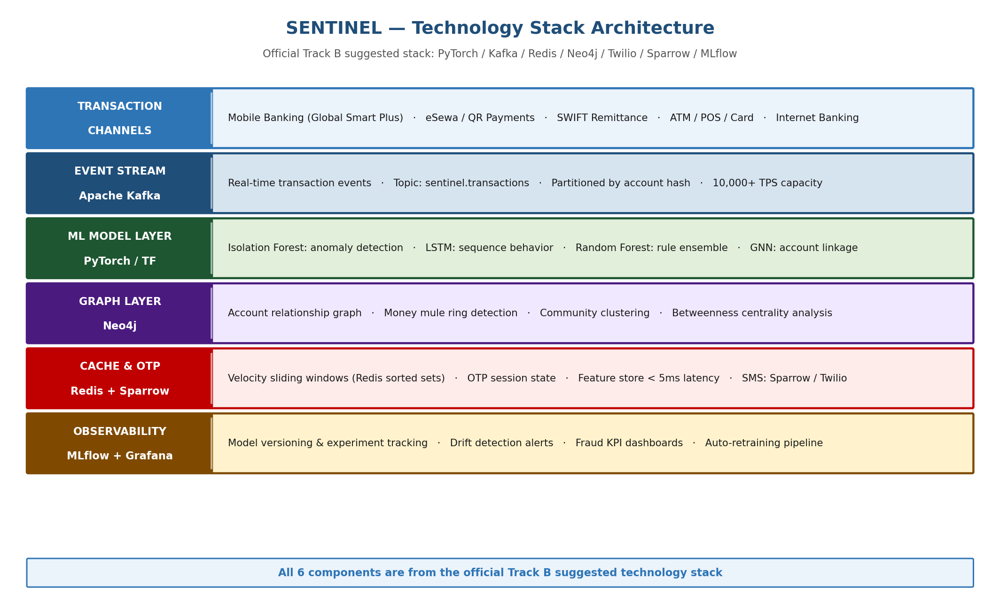 SENTINEL — Technology Stack Architecture
Official Track B suggested stack: PyTorch / Kafka / Redis / Neo4j / Twilio / Sparrow / MLflow
TRANSACTION
CHANNELS
Mobile Banking (Global Smart Plus) · eSewa / QR Payments · SWIFT Remittance · ATM / POS / Card · Internet Banking
EVENT STREAM
Apache Kafka
Real-time transaction events · Topic: sentinel.transactions · Partitioned by account hash · 10,000+ TPS capacity
ML MODEL LAYER
PyTorch / TF
Isolation Forest: anomaly detection · LSTM: sequence behavior · Random Forest: rule ensemble · GNN: account linkage
GRAPH LAYER
Neo4j
Account relationship graph · Money mule ring detection · Community clustering · Betweenness centrality analysis
CACHE & OTP
Redis + Sparrow
Velocity sliding windows (Redis sorted sets) · OTP session state · Feature store < 5ms latency · SMS: Sparrow / Twilio
OBSERVABILITY
MLflow + Grafana
Model versioning & experiment tracking · Drift detection alerts · Fraud KPI dashboards · Auto-retraining pipeline
All 6 components are from the official Track B suggested technology stack